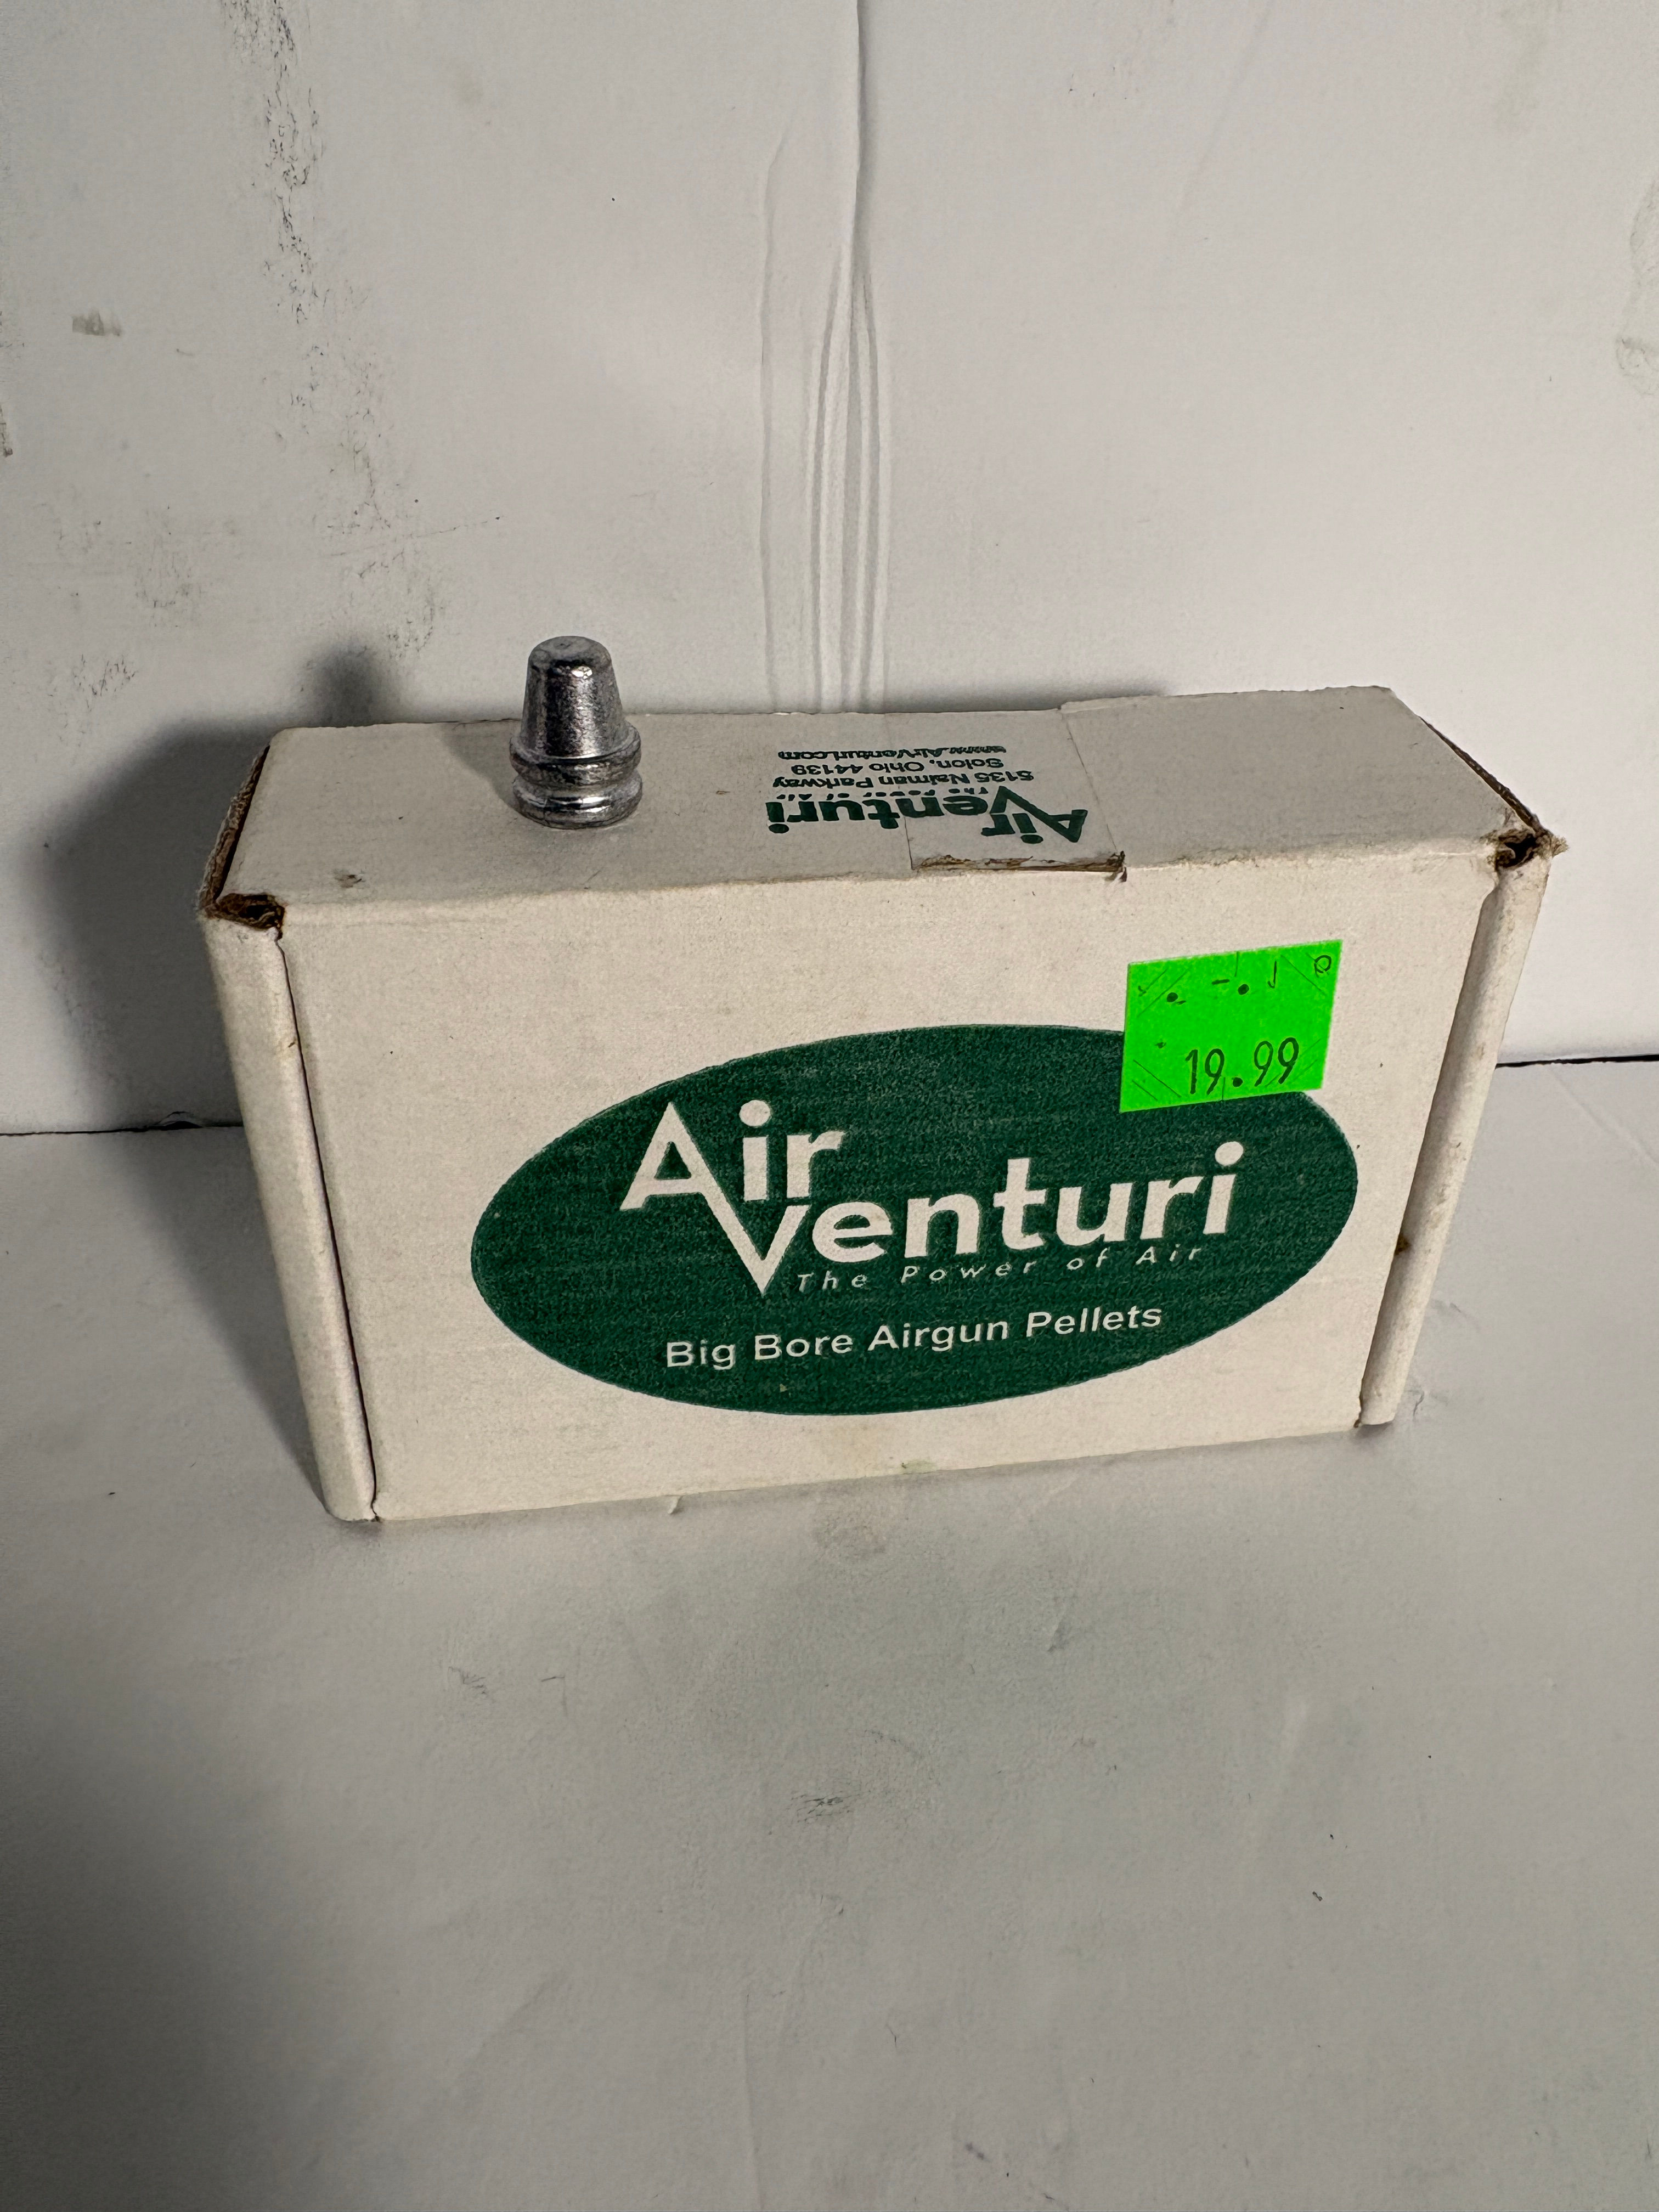 Air
Venturi
The Power of Air
5135 Naiman Parkway
Solon, Ohio 44139
www.AirVenturi.com
19.99
Air
Venturi
The Power of Air
Big Bore Airgun Pellets